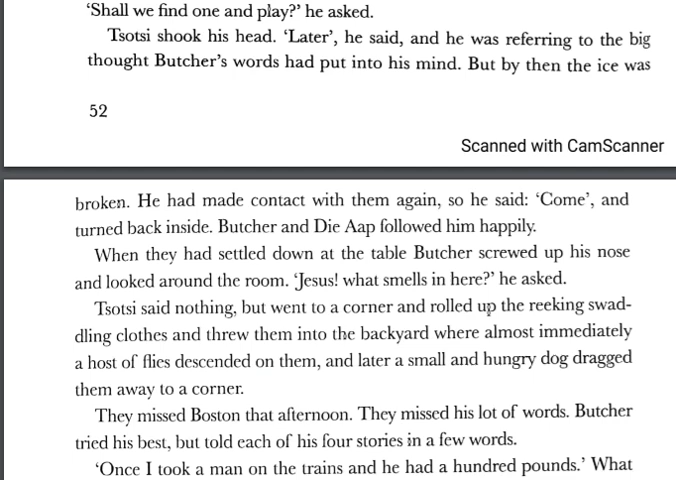 ‘Shall we find one and play?’ he asked.
Tsotsi shook his head. ‘Later’, he said, and he was referring to the big
thought Butcher’s words had put into his mind. But by then the ice was
52
Scanned with CamScanner
broken. He had made contact with them again, so he said: ‘Come’, and
turned back inside. Butcher and Die Aap followed him happily.
When they had settled down at the table Butcher screwed up his nose
and looked around the room. ‘Jesus! what smells in here?’ he asked.
Tsotsi said nothing, but went to a corner and rolled up the reeking swad-
dling clothes and threw them into the backyard where almost immediately
a host of flies descended on them, and later a small and hungry dog dragged
them away to a corner.
They missed Boston that afternoon. They missed his lot of words. Butcher
tried his best, but told each of his four stories in a few words.
‘Once I took a man on the trains and he had a hundred pounds.’ What